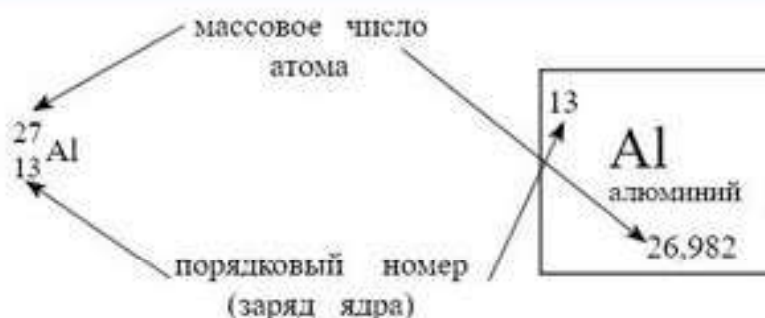 массовое число
атома
27
13 Al
13
Al
алюминий
26,982
порядковый номер
(заряд ядра)